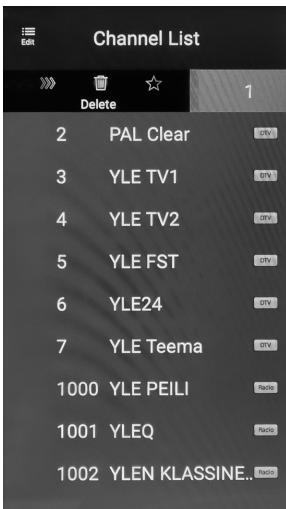 Edit
Channel List
Delete
1
2 PAL Clear DTV
3 YLE TV1 DTV
4 YLE TV2 DTV
5 YLE FST DTV
6 YLE24 DTV
7 YLE Teema DTV
1000 YLE PEILI Radio
1001 YLEQ Radio
1002 YLEN KLASSINE.. Radio